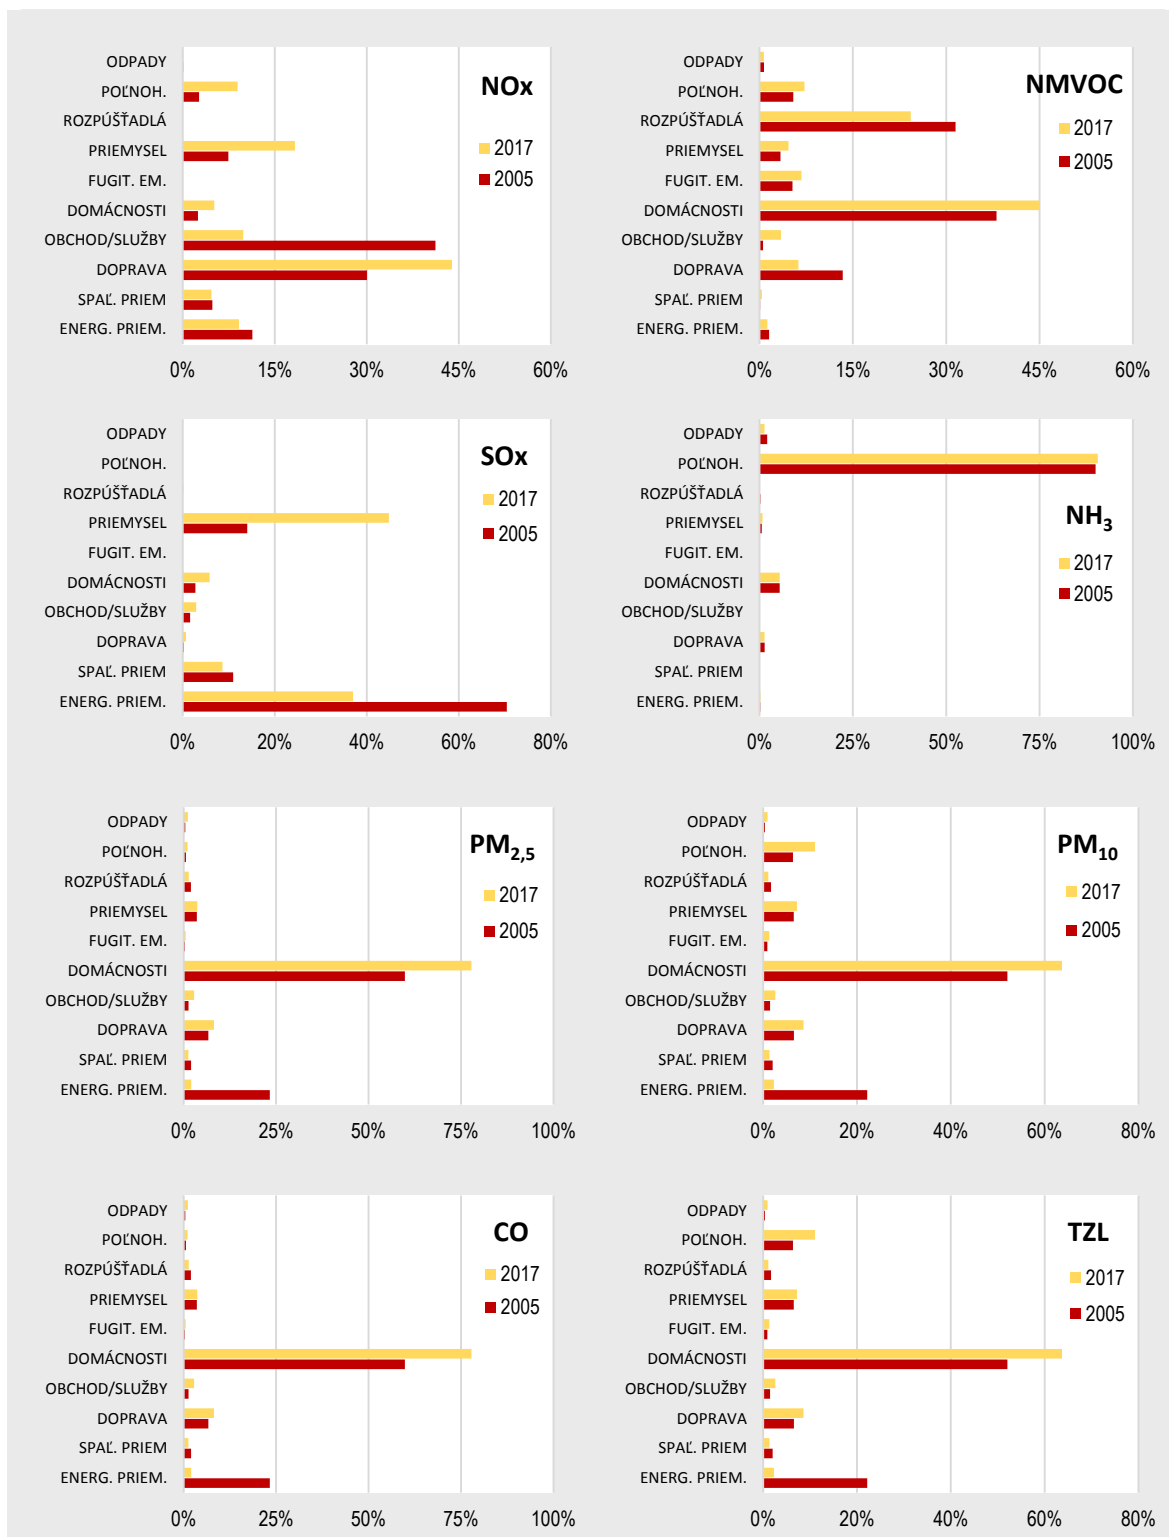 NOx
2017
2005
ODPADY
POĽNOH.
ROZPÚŠŤADLÁ
PRIEMYSEL
FUGIT. EM.
DOMÁCNOSTI
OBCHOD/SLUŽBY
DOPRAVA
SPAĽ. PRIEM
ENERG. PRIEM.
0% 15% 30% 45% 60%
NMVOC
2017
2005
ODPADY
POĽNOH.
ROZPÚŠŤADLÁ
PRIEMYSEL
FUGIT. EM.
DOMÁCNOSTI
OBCHOD/SLUŽBY
DOPRAVA
SPAĽ. PRIEM
ENERG. PRIEM.
0% 15% 30% 45% 60%
SOx
2017
2005
ODPADY
POĽNOH.
ROZPÚŠŤADLÁ
PRIEMYSEL
FUGIT. EM.
DOMÁCNOSTI
OBCHOD/SLUŽBY
DOPRAVA
SPAĽ. PRIEM
ENERG. PRIEM.
0% 20% 40% 60% 80%
NH₃
2017
2005
ODPADY
POĽNOH.
ROZPÚŠŤADLÁ
PRIEMYSEL
FUGIT. EM.
DOMÁCNOSTI
OBCHOD/SLUŽBY
DOPRAVA
SPAĽ. PRIEM
ENERG. PRIEM.
0% 25% 50% 75% 100%
PM₂,₅
2017
2005
ODPADY
POĽNOH.
ROZPÚŠŤADLÁ
PRIEMYSEL
FUGIT. EM.
DOMÁCNOSTI
OBCHOD/SLUŽBY
DOPRAVA
SPAĽ. PRIEM
ENERG. PRIEM.
0% 25% 50% 75% 100%
PM₁₀
2017
2005
ODPADY
POĽNOH.
ROZPÚŠŤADLÁ
PRIEMYSEL
FUGIT. EM.
DOMÁCNOSTI
OBCHOD/SLUŽBY
DOPRAVA
SPAĽ. PRIEM
ENERG. PRIEM.
0% 20% 40% 60% 80%
CO
2017
2005
ODPADY
POĽNOH.
ROZPÚŠŤADLÁ
PRIEMYSEL
FUGIT. EM.
DOMÁCNOSTI
OBCHOD/SLUŽBY
DOPRAVA
SPAĽ. PRIEM
ENERG. PRIEM.
0% 25% 50% 75% 100%
TZL
2017
2005
ODPADY
POĽNOH.
ROZPÚŠŤADLÁ
PRIEMYSEL
FUGIT. EM.
DOMÁCNOSTI
OBCHOD/SLUŽBY
DOPRAVA
SPAĽ. PRIEM
ENERG. PRIEM.
0% 20% 40% 60% 80%